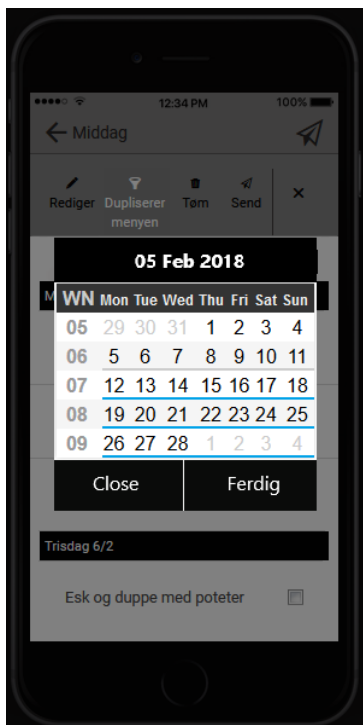 12:34 PM 100%
Middag
Rediger Dupliserer menyen Tøm Send ×
05 Feb 2018
WN Mon Tue Wed Thu Fri Sat Sun
05 29 30 31 1 2 3 4
06 5 6 7 8 9 10 11
07 12 13 14 15 16 17 18
08 19 20 21 22 23 24 25
09 26 27 28 1 2 3 4
Close Ferdig
Trisdag 6/2
Esk og duppe med poteter